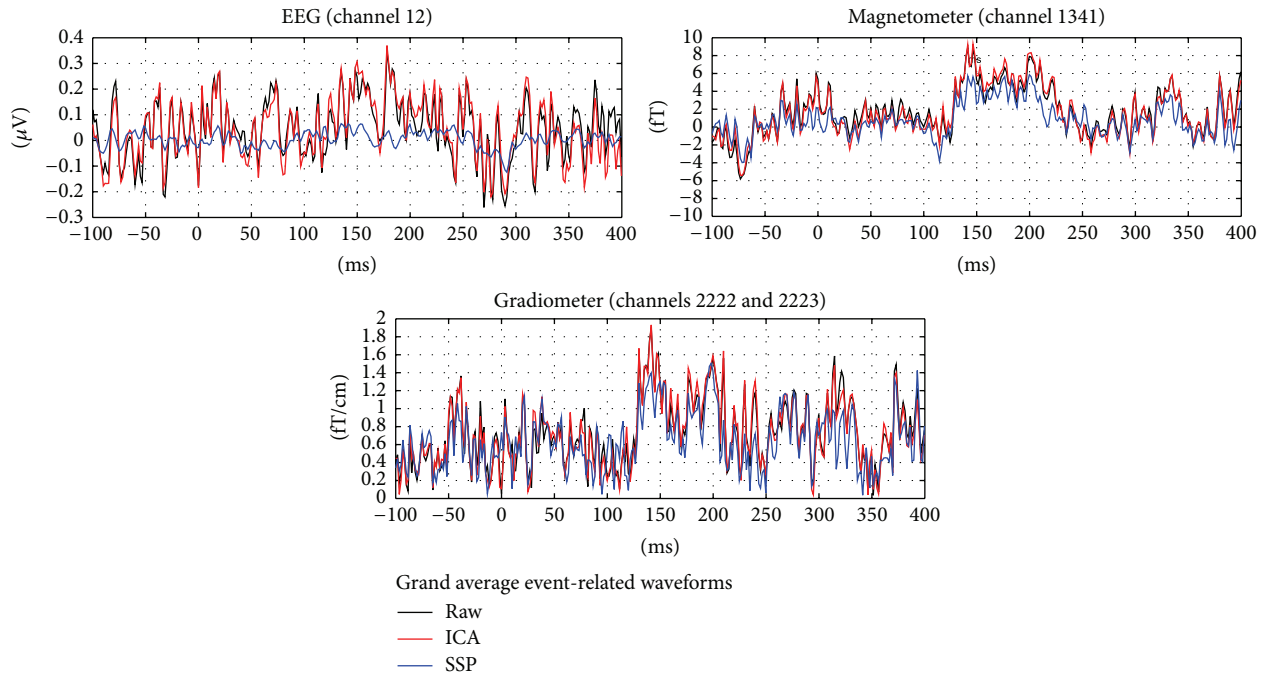 EEG (channel 12)
(μV)
0.4
0.3
0.2
0.1
0
−0.1
−0.2
−0.3
−100 −50 0 50 100 150 200 250 300 350 400
(ms)
Magnetometer (channel 1341)
(fT)
10
8
6
4
2
0
−2
−4
−6
−8
−10
s
−100 −50 0 50 100 150 200 250 300 350 400
(ms)
Gradiometer (channels 2222 and 2223)
(fT/cm)
2
1.8
1.6
1.4
1.2
1
0.8
0.6
0.4
0.2
0
−100 −50 0 50 100 150 200 250 300 350 400
(ms)
Grand average event-related waveforms
Raw
ICA
SSP